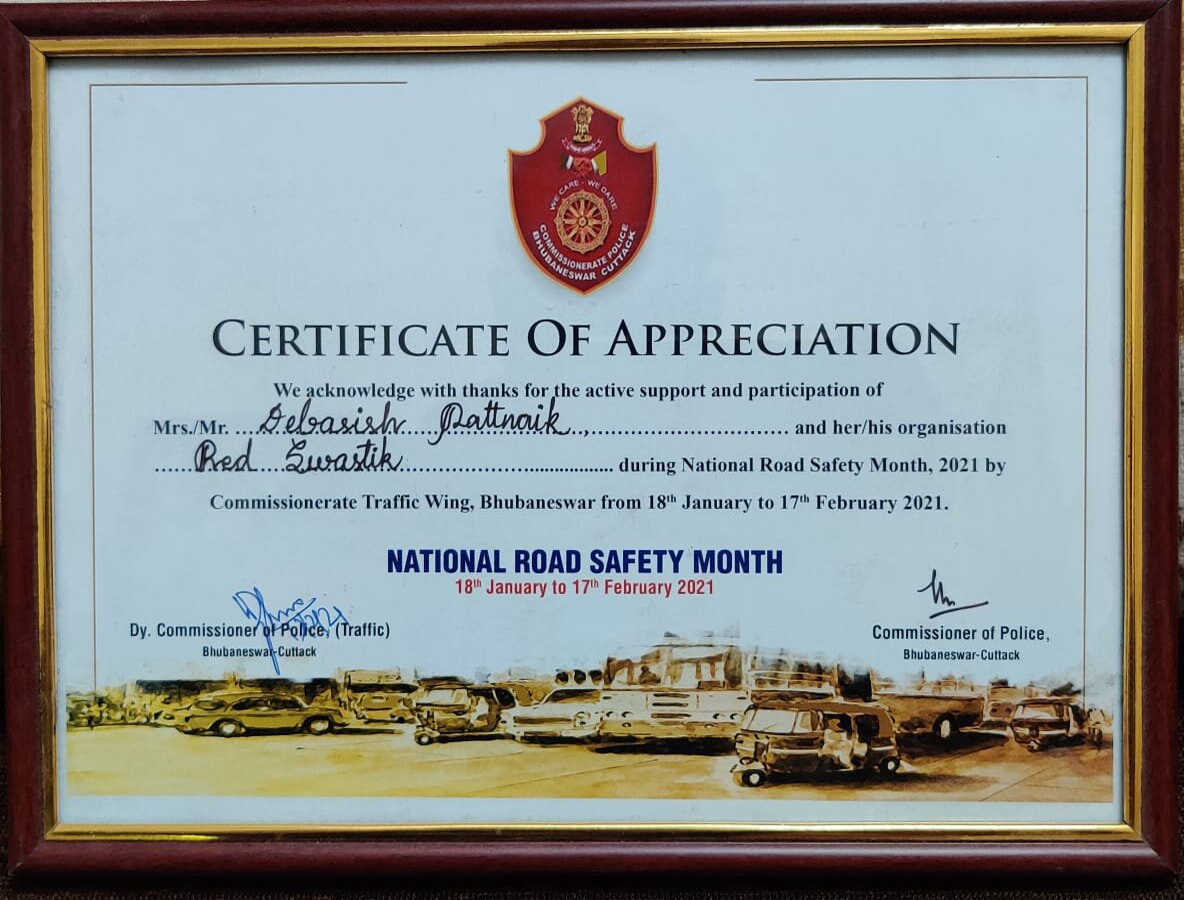 WE CARE - WE DARE
COMMISSIONERATE POLICE
BHUBANESWAR CUTTACK
CERTIFICATE OF APPRECIATION
We acknowledge with thanks for the active support and participation of
Mrs./Mr. ....Debasish Pattnaik..,................................ and her/his organisation
......Red Swastik........................................ during National Road Safety Month, 2021 by
Commissionerate Traffic Wing, Bhubaneswar from 18th January to 17th February 2021.
NATIONAL ROAD SAFETY MONTH
18th January to 17th February 2021
Dy. Commissioner of Police, (Traffic)
Bhubaneswar-Cuttack
Commissioner of Police,
Bhubaneswar-Cuttack